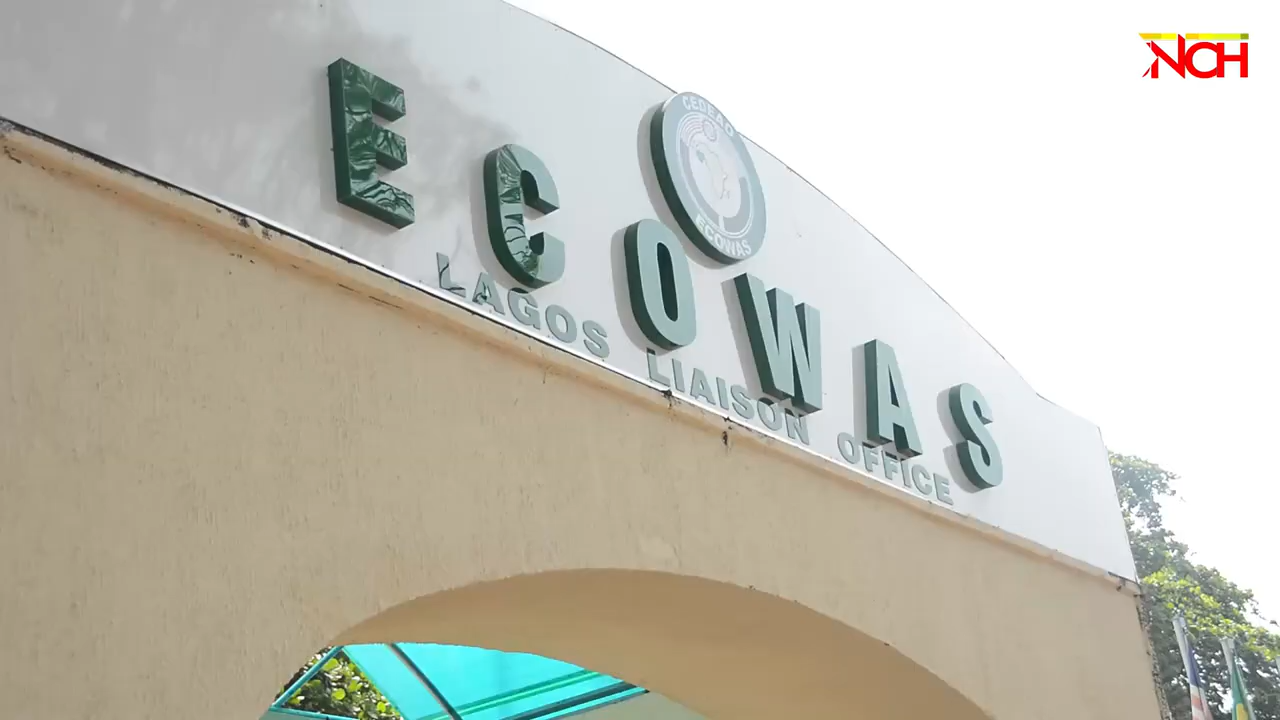 NCH
CEDEAO
ECOWAS
ECOWAS
LAGOS LIAISON OFFICE